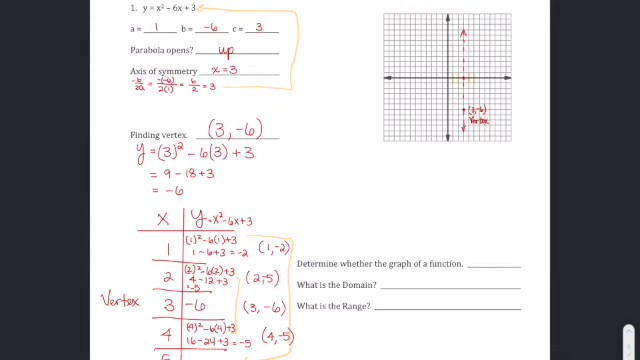 1. y = x² – 6x + 3
a = 1 b = -6 c = 3
Parabola opens? up
Axis of symmetry x = 3
-b/2a = -(-6)/2(1) = 6/2 = 3
(3,-6)
Vertex
Finding vertex (3, -6)
y = (3)² - 6(3) + 3
= 9 - 18 + 3
= -6
x y = x² - 6x + 3
1 (1)² - 6(1) + 3
1 - 6 + 3 = -2 (1, -2)
2 (2)² - 6(2) + 3
4 - 12 + 3
= -5 (2, -5)
Vertex 3 -6 (3, -6)
4 (4)² - 6(4) + 3
16 - 24 + 3 = -5 (4, -5)
Determine whether the graph of a function.
What is the Domain?
What is the Range?